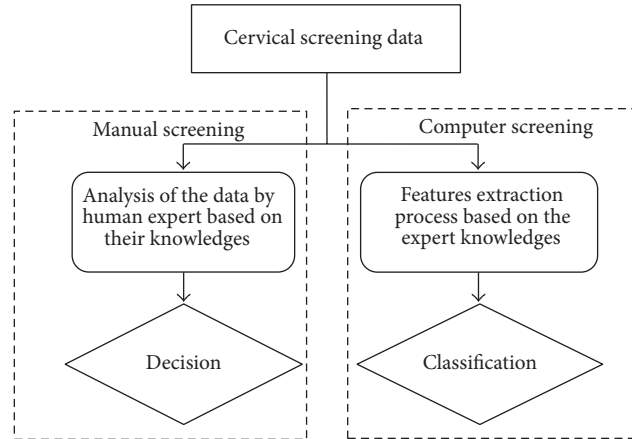 Cervical screening data
Manual screening
Analysis of the data by
human expert based on
their knowledges
Decision
Computer screening
Features extraction
process based on the
expert knowledges
Classification